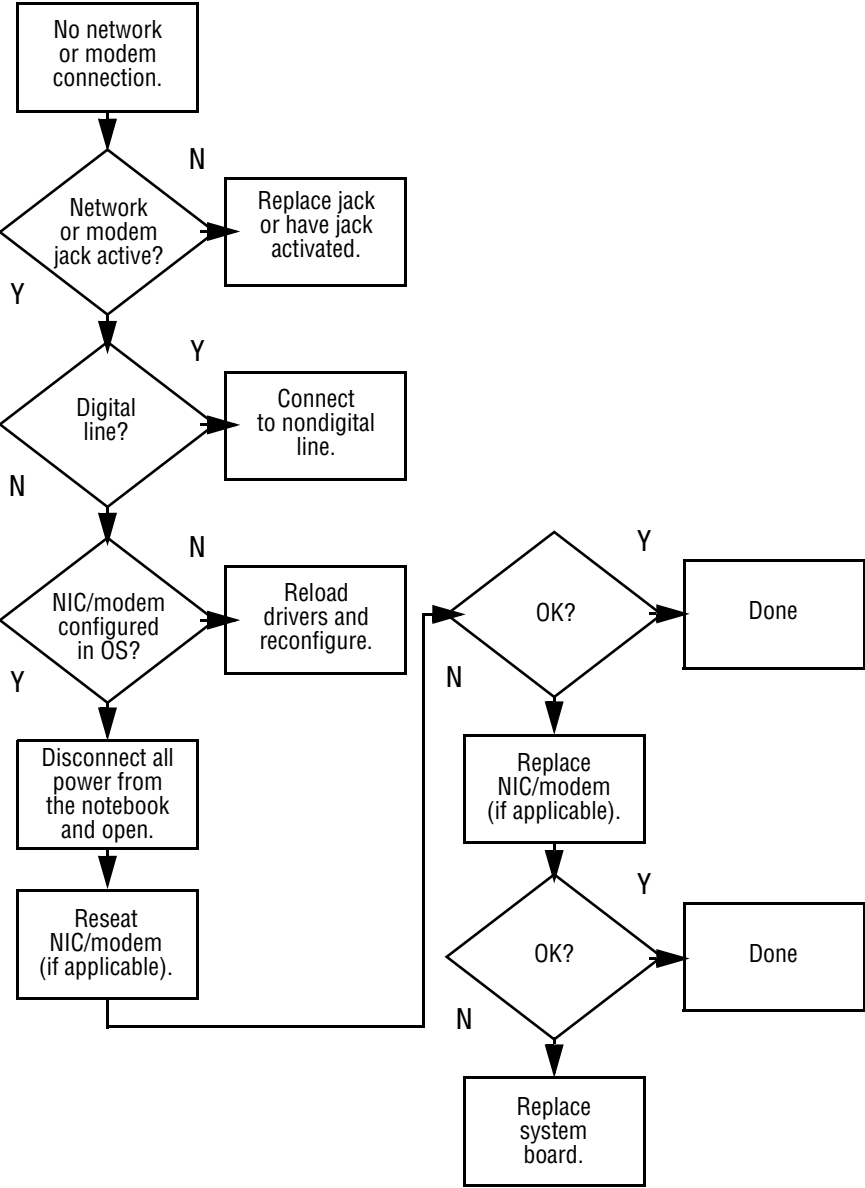 No network
or modem
connection.
N
Network
or modem
jack active?
Replace jack
or have jack
activated.
Y
Y
Digital
line?
Connect
to nondigital
line.
N
N
NIC/modem
configured
in OS?
Reload
drivers and
reconfigure.
Y
Disconnect all
power from
the notebook
and open.
Reseat
NIC/modem
(if applicable).
Y
OK?
Done
N
Replace
NIC/modem
(if applicable).
Y
OK?
Done
N
Replace
system
board.